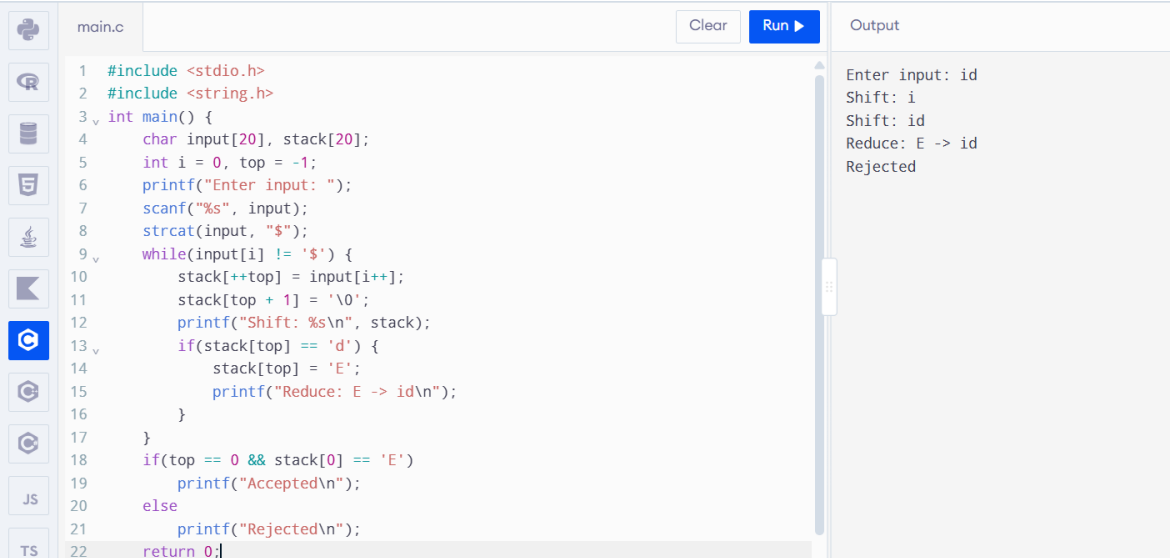 main.c
Clear
Run
Output
1 #include <stdio.h>
2 #include <string.h>
3 int main() {
4 char input[20], stack[20];
5 int i = 0, top = -1;
6 printf("Enter input: ");
7 scanf("%s", input);
8 strcat(input, "$");
9 while(input[i] != '$') {
10 stack[++top] = input[i++];
11 stack[top + 1] = '\0';
12 printf("Shift: %s\n", stack);
13 if(stack[top] == 'd') {
14 stack[top] = 'E';
15 printf("Reduce: E -> id\n");
16 }
17 }
18 if(top == 0 && stack[0] == 'E')
19 printf("Accepted\n");
20 else
21 printf("Rejected\n");
22 return 0;
Enter input: id
Shift: i
Shift: id
Reduce: E -> id
Rejected
JS
TS